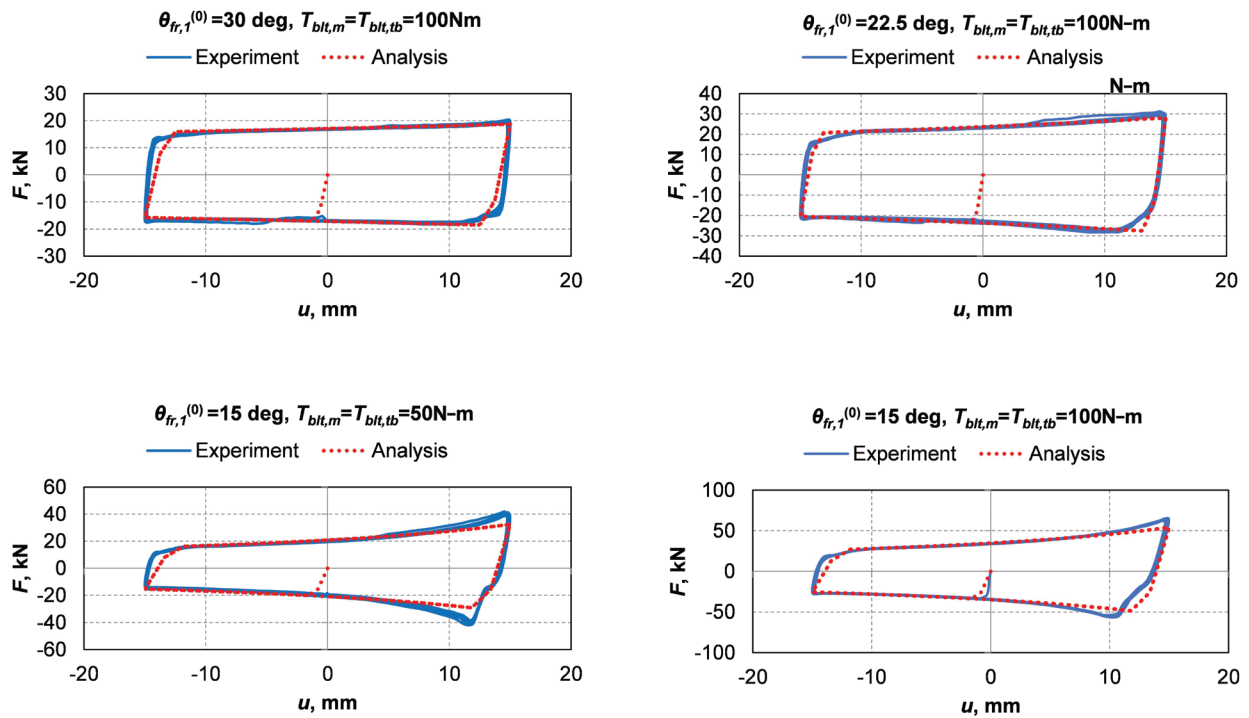 θfr,1(0) =30 deg, Tblt,m=Tblt,tb=100Nm
Experiment Analysis
30
20
10
0
-10
-20
-30
-20 -10 0 10 20
F, kN
u, mm
θfr,1(0) =22.5 deg, Tblt,m=Tblt,tb=100N–m
Experiment Analysis
N–m
40
30
20
10
0
-10
-20
-30
-40
-20 -10 0 10 20
F, kN
u, mm
θfr,1(0) =15 deg, Tblt,m=Tblt,tb=50N–m
Experiment Analysis
60
40
20
0
-20
-40
-60
-20 -10 0 10 20
F, kN
u, mm
θfr,1(0) =15 deg, Tblt,m=Tblt,tb=100N–m
Experiment Analysis
100
50
0
-50
-100
-20 -10 0 10 20
F, kN
u, mm